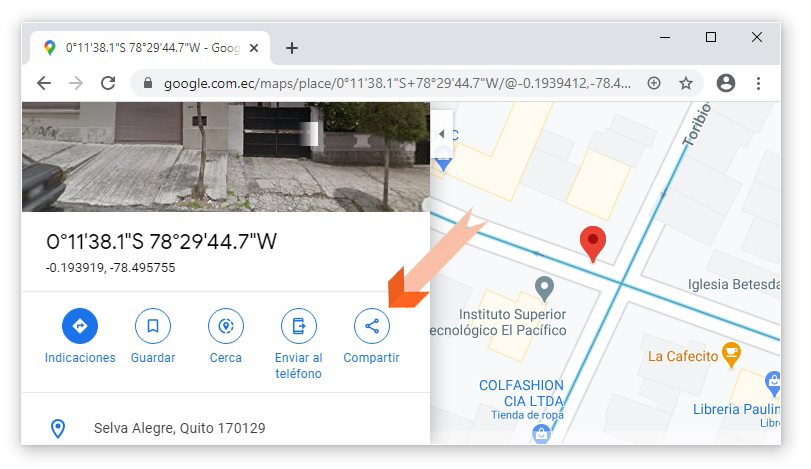 0°11'38.1"S 78°29'44.7"W - Goog
google.com.ec/maps/place/0°11'38.1"S+78°29'44.7"W/@-0.1939412,-78.4...
0°11'38.1"S 78°29'44.7"W
-0.193919, -78.495755
Indicaciones
Guardar
Cerca
Enviar al
teléfono
Compartir
Selva Alegre, Quito 170129
C
Toribio
Iglesia Betesda
Instituto Superior
ecnológico El Pacífico
La Cafecito
COLFASHION
CIA LTDA
Tienda de ropa
Libreria Paulin
Libre